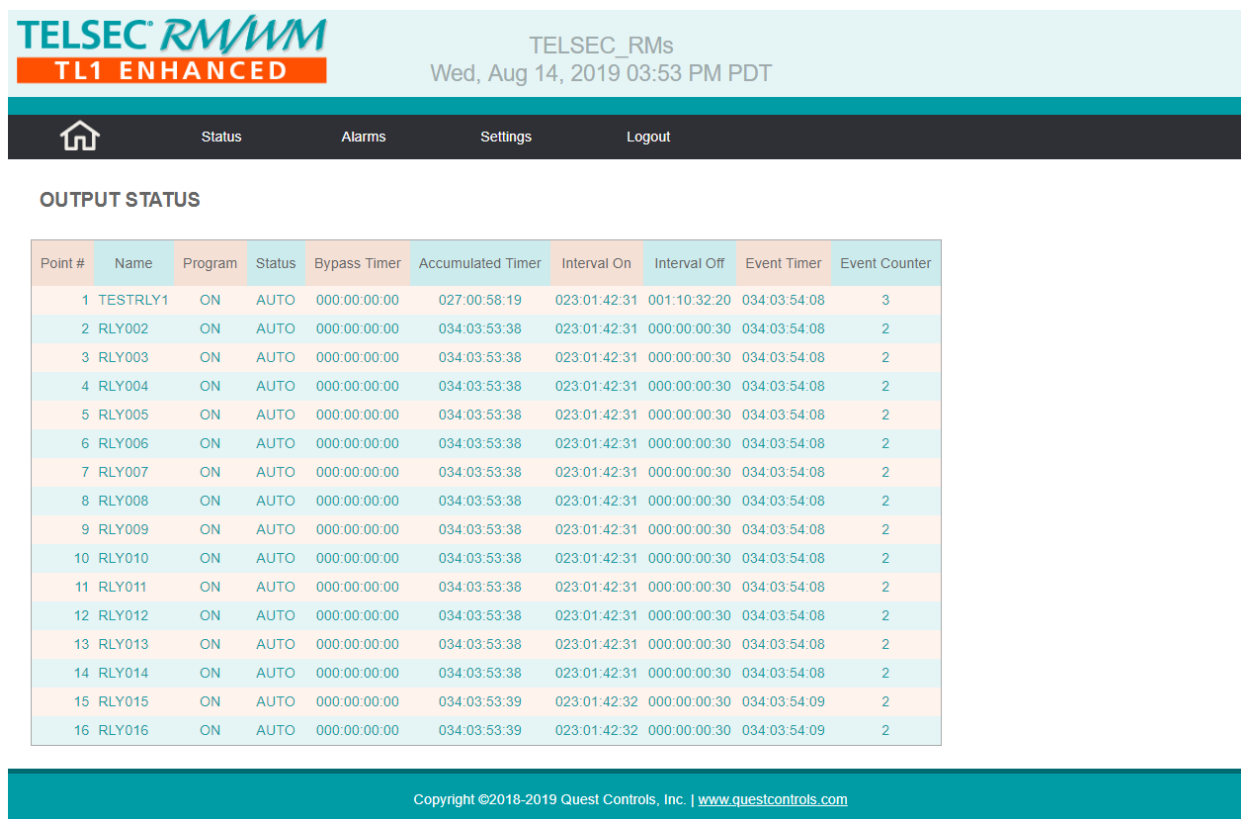 TELSEC® RM/WM
TL1 ENHANCED
TELSEC_RMs
Wed, Aug 14, 2019 03:53 PM PDT
Status Alarms Settings Logout
OUTPUT STATUS
Point # Name Program Status Bypass Timer Accumulated Timer Interval On Interval Off Event Timer Event Counter
1 TESTRLY1 ON AUTO 000:00:00:00 027:00:58:19 023:01:42:31 001:10:32:20 034:03:54:08 3
2 RLY002 ON AUTO 000:00:00:00 034:03:53:38 023:01:42:31 000:00:00:30 034:03:54:08 2
3 RLY003 ON AUTO 000:00:00:00 034:03:53:38 023:01:42:31 000:00:00:30 034:03:54:08 2
4 RLY004 ON AUTO 000:00:00:00 034:03:53:38 023:01:42:31 000:00:00:30 034:03:54:08 2
5 RLY005 ON AUTO 000:00:00:00 034:03:53:38 023:01:42:31 000:00:00:30 034:03:54:08 2
6 RLY006 ON AUTO 000:00:00:00 034:03:53:38 023:01:42:31 000:00:00:30 034:03:54:08 2
7 RLY007 ON AUTO 000:00:00:00 034:03:53:38 023:01:42:31 000:00:00:30 034:03:54:08 2
8 RLY008 ON AUTO 000:00:00:00 034:03:53:38 023:01:42:31 000:00:00:30 034:03:54:08 2
9 RLY009 ON AUTO 000:00:00:00 034:03:53:38 023:01:42:31 000:00:00:30 034:03:54:08 2
10 RLY010 ON AUTO 000:00:00:00 034:03:53:38 023:01:42:31 000:00:00:30 034:03:54:08 2
11 RLY011 ON AUTO 000:00:00:00 034:03:53:38 023:01:42:31 000:00:00:30 034:03:54:08 2
12 RLY012 ON AUTO 000:00:00:00 034:03:53:38 023:01:42:31 000:00:00:30 034:03:54:08 2
13 RLY013 ON AUTO 000:00:00:00 034:03:53:38 023:01:42:31 000:00:00:30 034:03:54:08 2
14 RLY014 ON AUTO 000:00:00:00 034:03:53:38 023:01:42:31 000:00:00:30 034:03:54:08 2
15 RLY015 ON AUTO 000:00:00:00 034:03:53:39 023:01:42:32 000:00:00:30 034:03:54:09 2
16 RLY016 ON AUTO 000:00:00:00 034:03:53:39 023:01:42:32 000:00:00:30 034:03:54:09 2
Copyright ©2018-2019 Quest Controls, Inc. | www.questcontrols.com